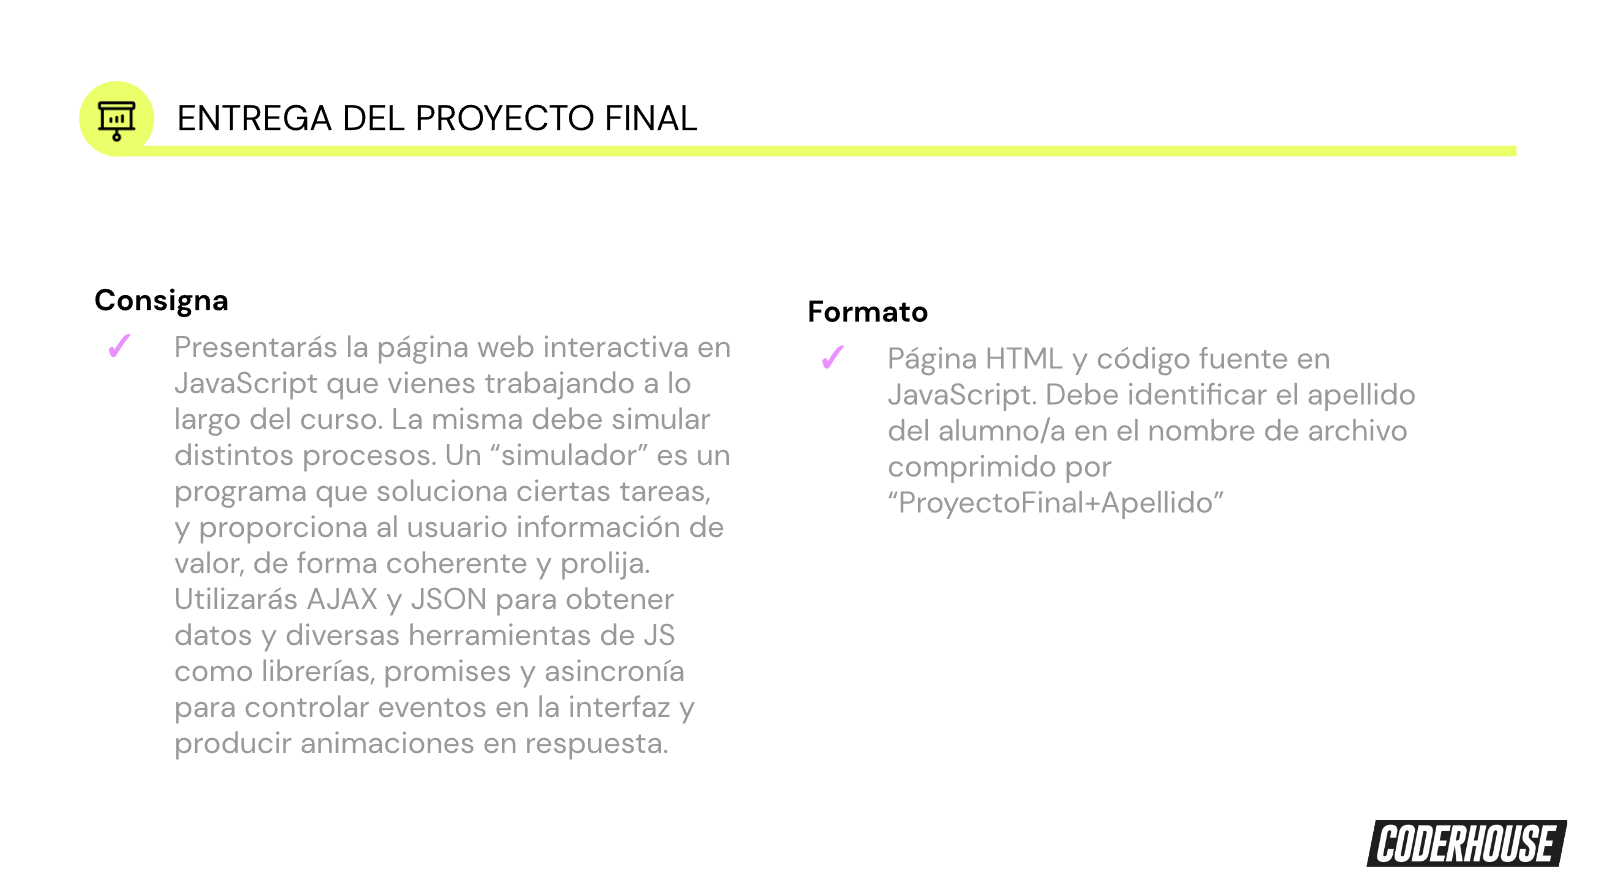 ENTREGA DEL PROYECTO FINAL
Consigna
✓ Presentarás la página web interactiva en
JavaScript que vienes trabajando a lo
largo del curso. La misma debe simular
distintos procesos. Un “simulador” es un
programa que soluciona ciertas tareas,
y proporciona al usuario información de
valor, de forma coherente y prolija.
Utilizarás AJAX y JSON para obtener
datos y diversas herramientas de JS
como librerías, promises y asincronía
para controlar eventos en la interfaz y
producir animaciones en respuesta.
Formato
✓ Página HTML y código fuente en
JavaScript. Debe identificar el apellido
del alumno/a en el nombre de archivo
comprimido por
“ProyectoFinal+Apellido”
CODERHOUSE